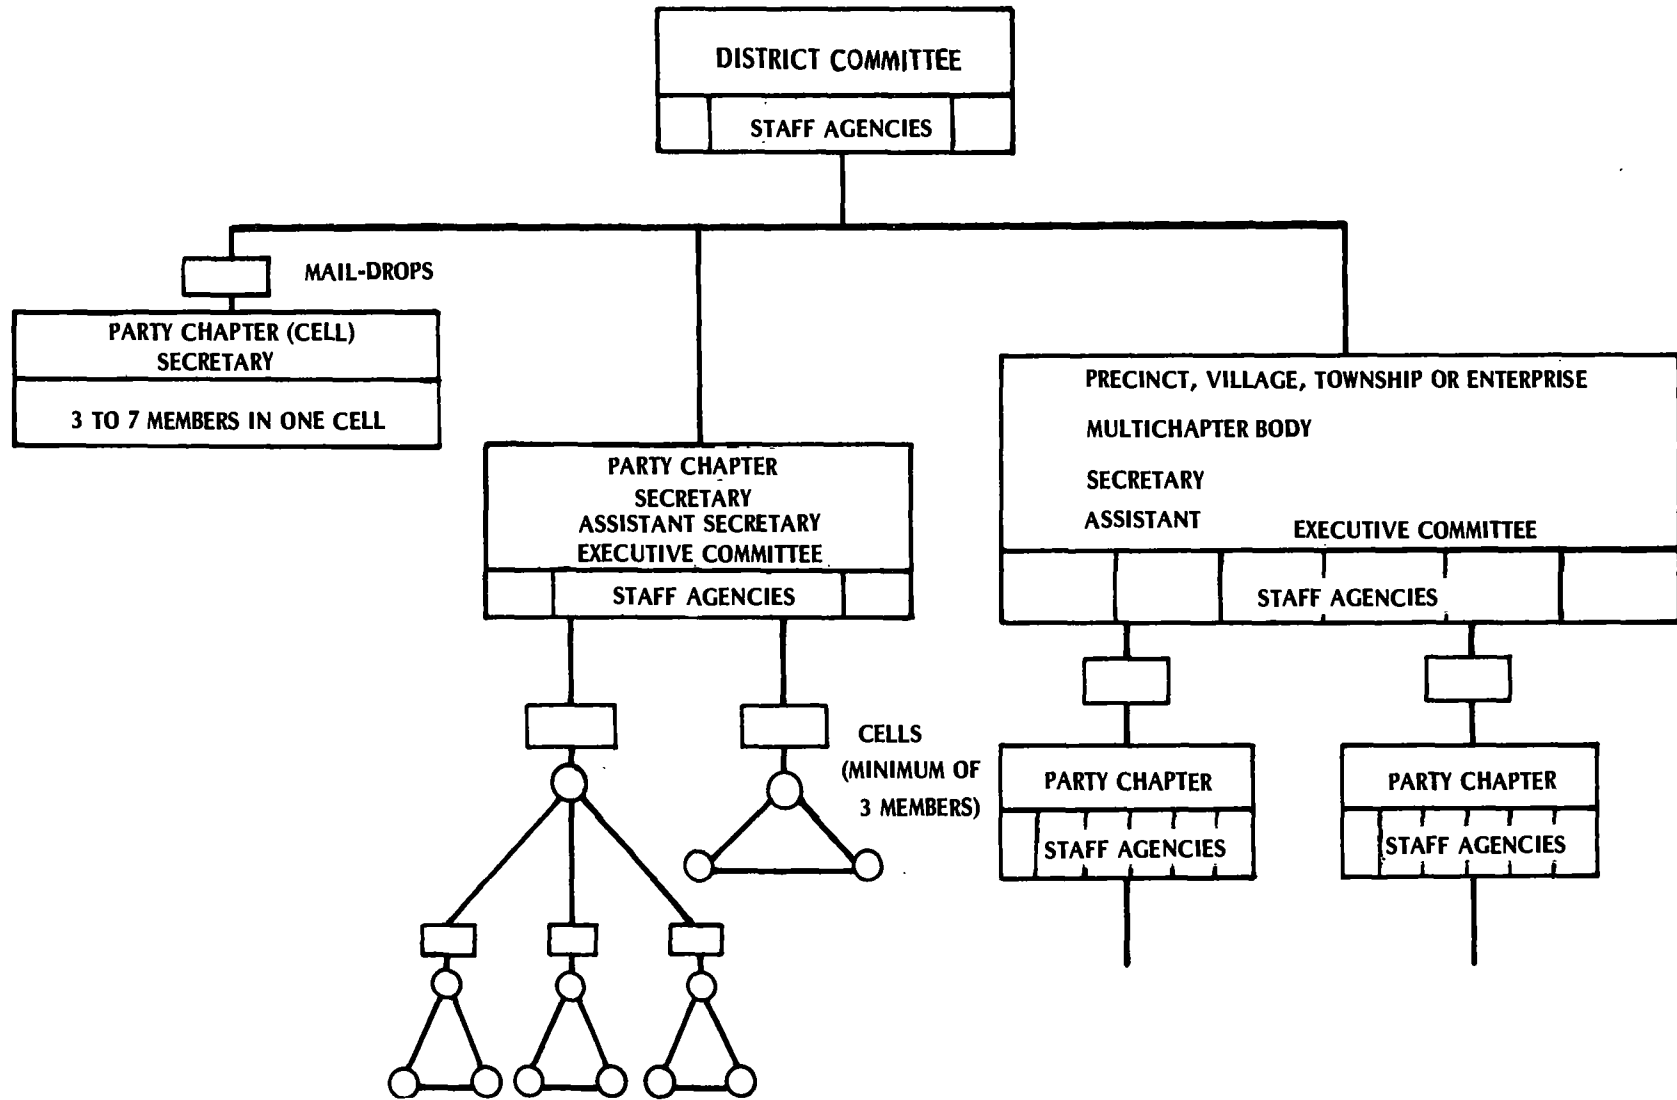 DISTRICT COMMITTEE
STAFF AGENCIES
MAIL-DROPS
PARTY CHAPTER (CELL)
SECRETARY
3 TO 7 MEMBERS IN ONE CELL
PARTY CHAPTER
SECRETARY
ASSISTANT SECRETARY
EXECUTIVE COMMITTEE
STAFF AGENCIES
CELLS
(MINIMUM OF
3 MEMBERS)
PRECINCT, VILLAGE, TOWNSHIP OR ENTERPRISE
MULTICHAPTER BODY
SECRETARY
ASSISTANT
EXECUTIVE COMMITTEE
STAFF AGENCIES
PARTY CHAPTER
STAFF AGENCIES
PARTY CHAPTER
STAFF AGENCIES